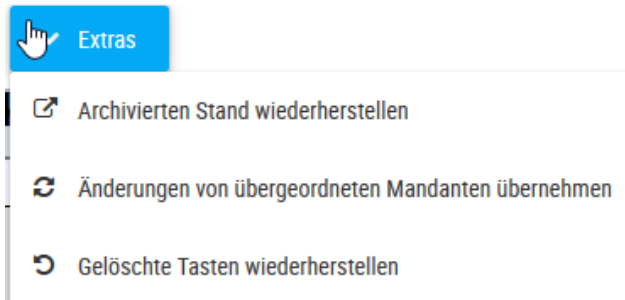 Extras
Archivierten Stand wiederherstellen
Änderungen von übergeordneten Mandanten übernehmen
Gelöschte Tasten wiederherstellen